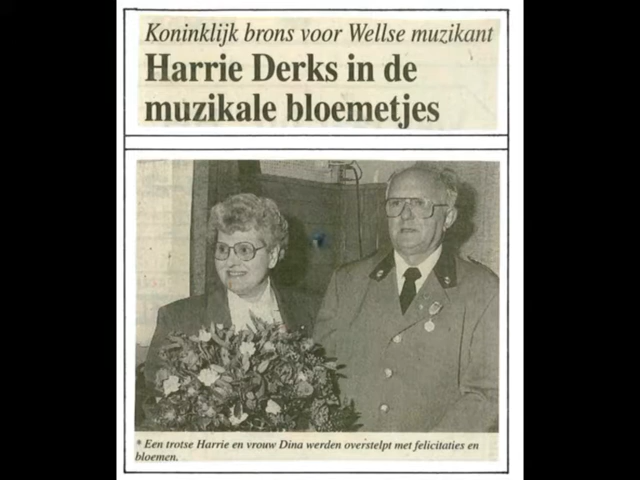 Koninklijk brons voor Wellse muzikant
Harrie Derks in de
muzikale bloemetjes
* Een trotse Harrie en vrouw Dina werden overstelpt met felicitaties en
bloemen.